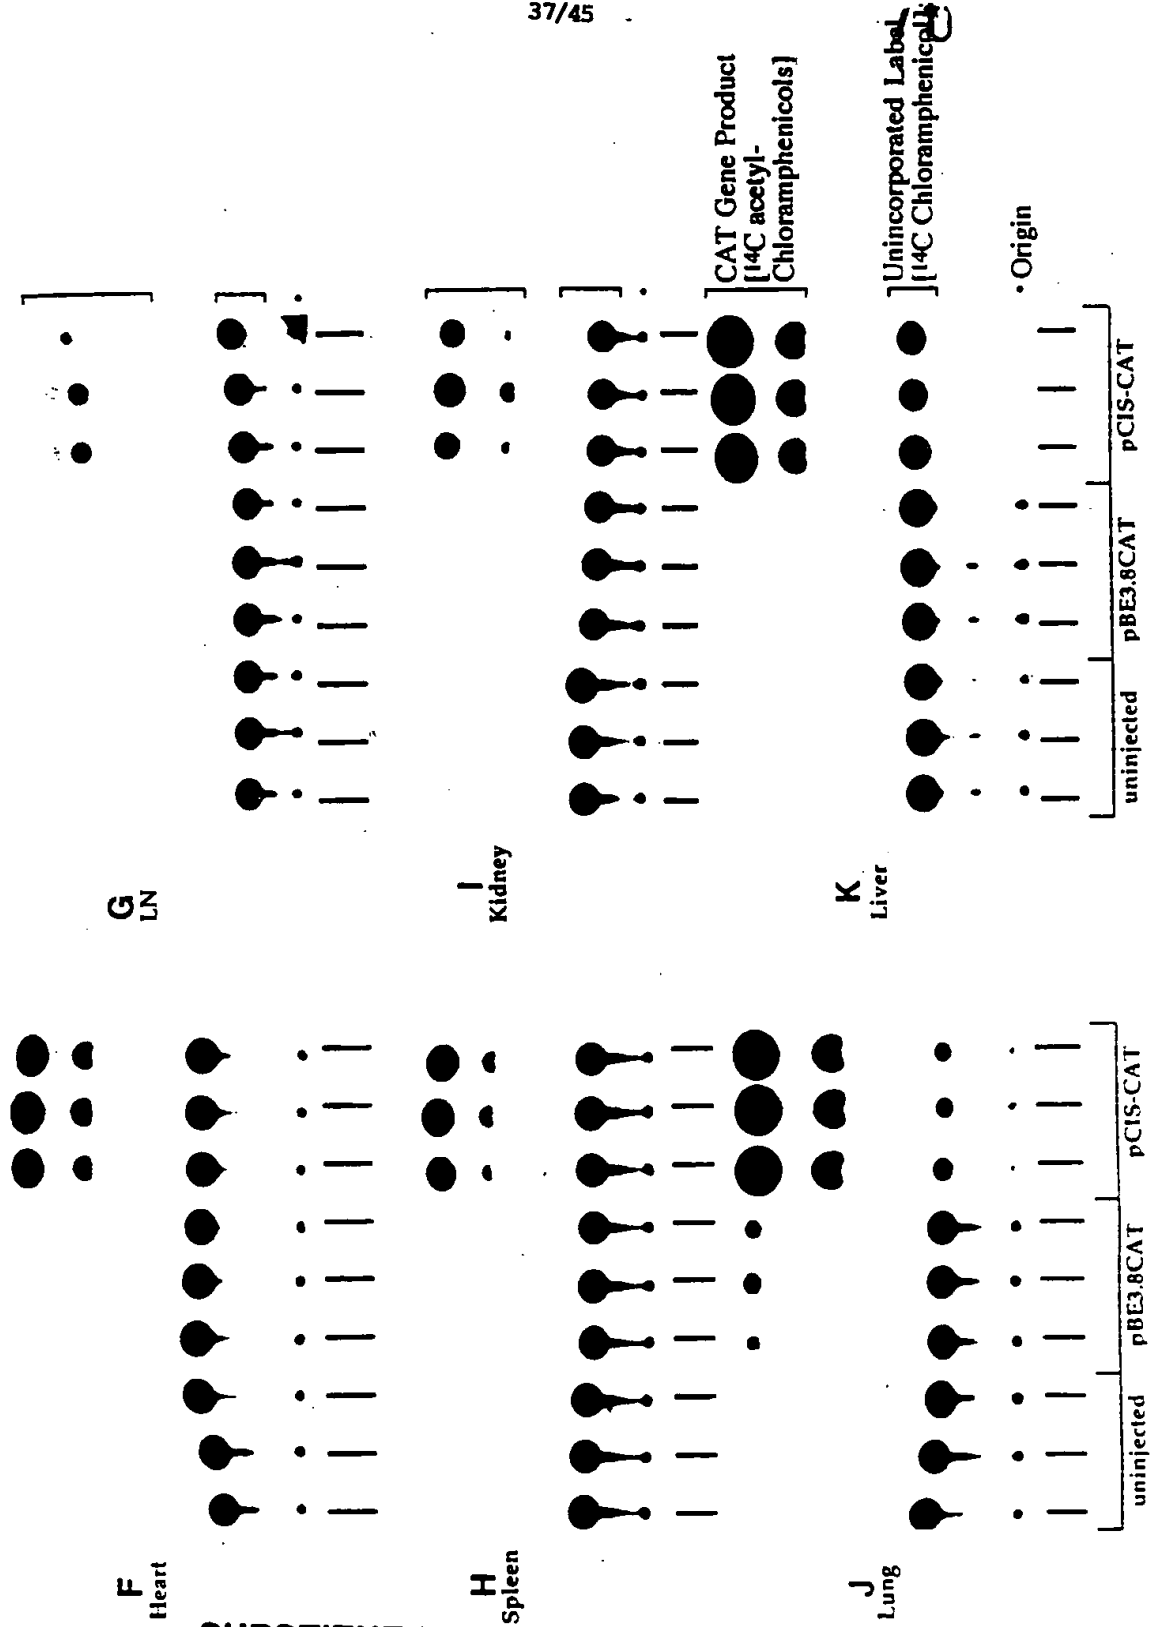 37/45
F
Heart
G
LN
H
Spleen
I
Kidney
J
Lung
K
Liver
CAT Gene Product
[¹⁴C acetyl-
Chloramphenicols]
Unincorporated Label
[¹⁴C Chloramphenicol]
• Origin
uninjected
pBE3.8CAT
pCIS-CAT
uninjected
pBE3.8CAT
pCIS-CAT